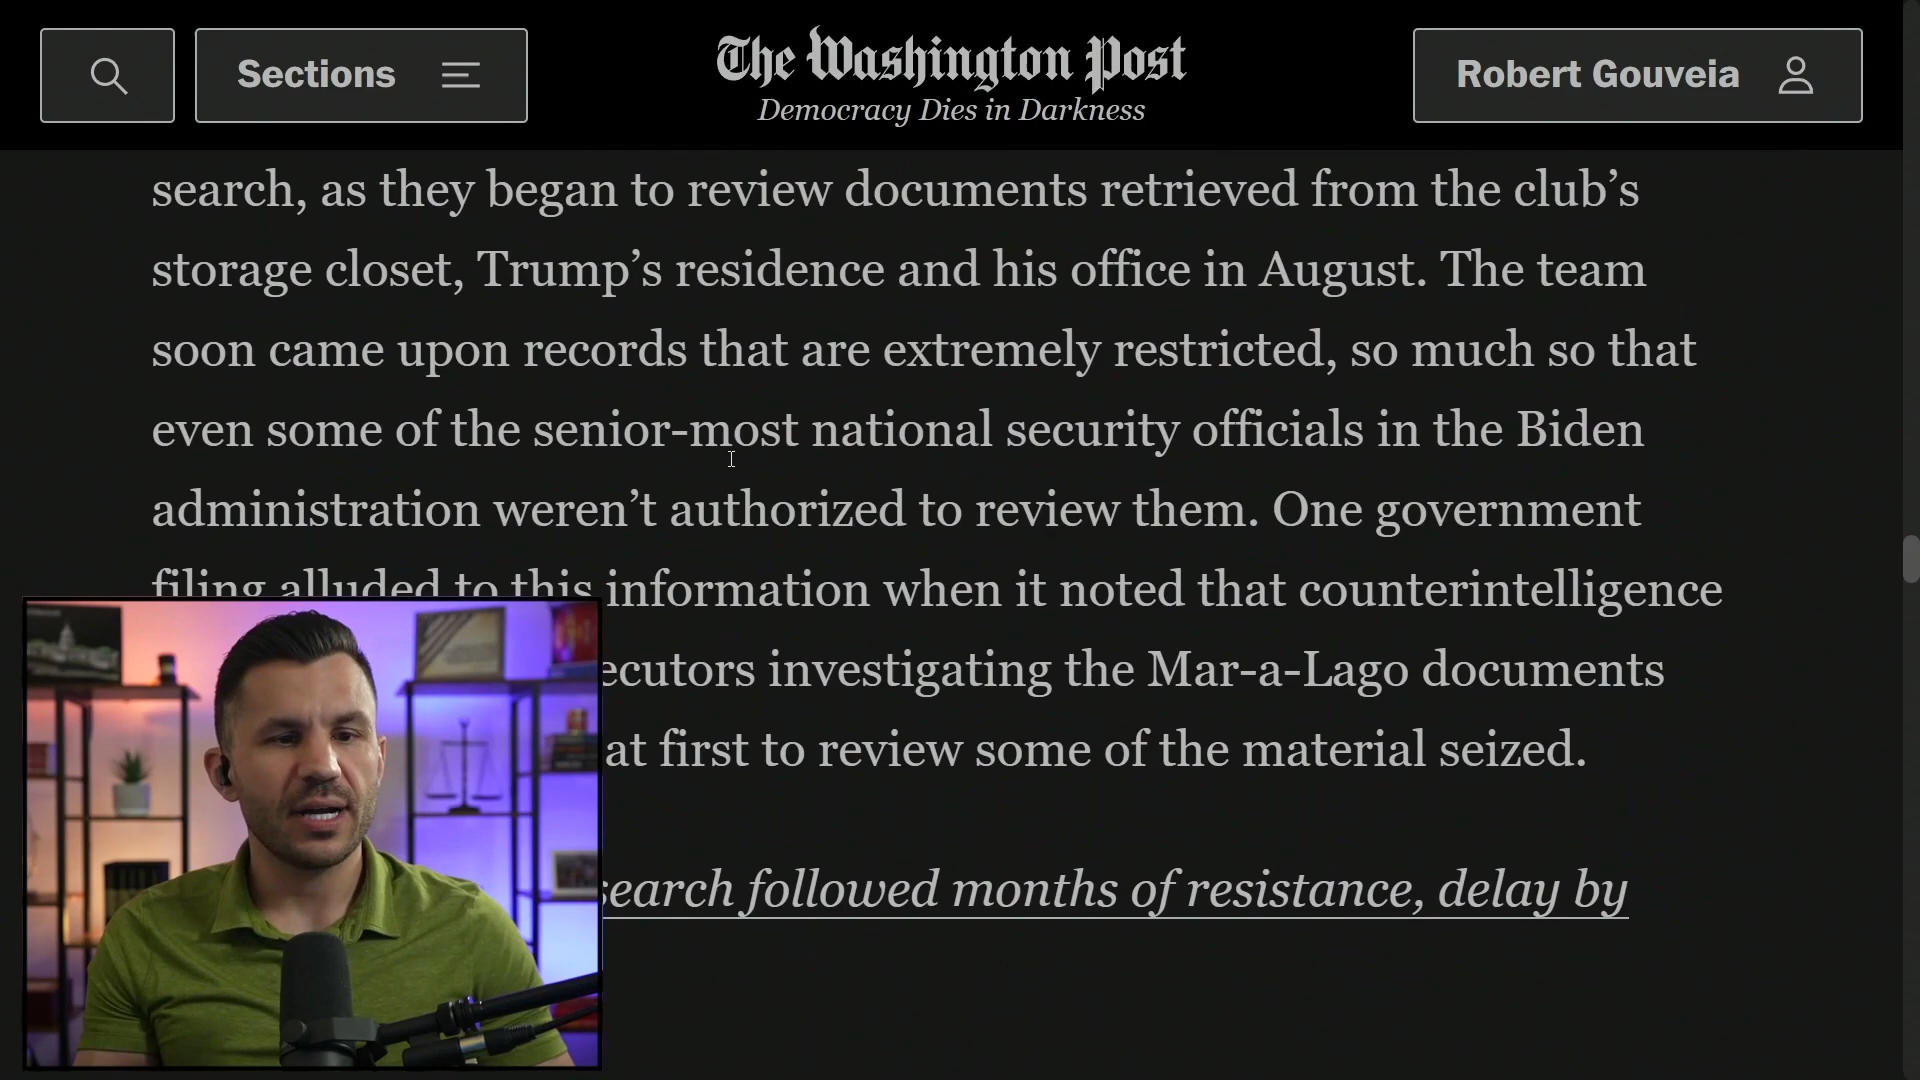 Sections
The Washington Post
Democracy Dies in Darkness
Robert Gouveia
search, as they began to review documents retrieved from the club’s
storage closet, Trump’s residence and his office in August. The team
soon came upon records that are extremely restricted, so much so that
even some of the senior-most national security officials in the Biden
administration weren’t authorized to review them. One government
filing alluded to this information when it noted that counterintelligence
ecutors investigating the Mar-a-Lago documents
at first to review some of the material seized.
search followed months of resistance, delay by